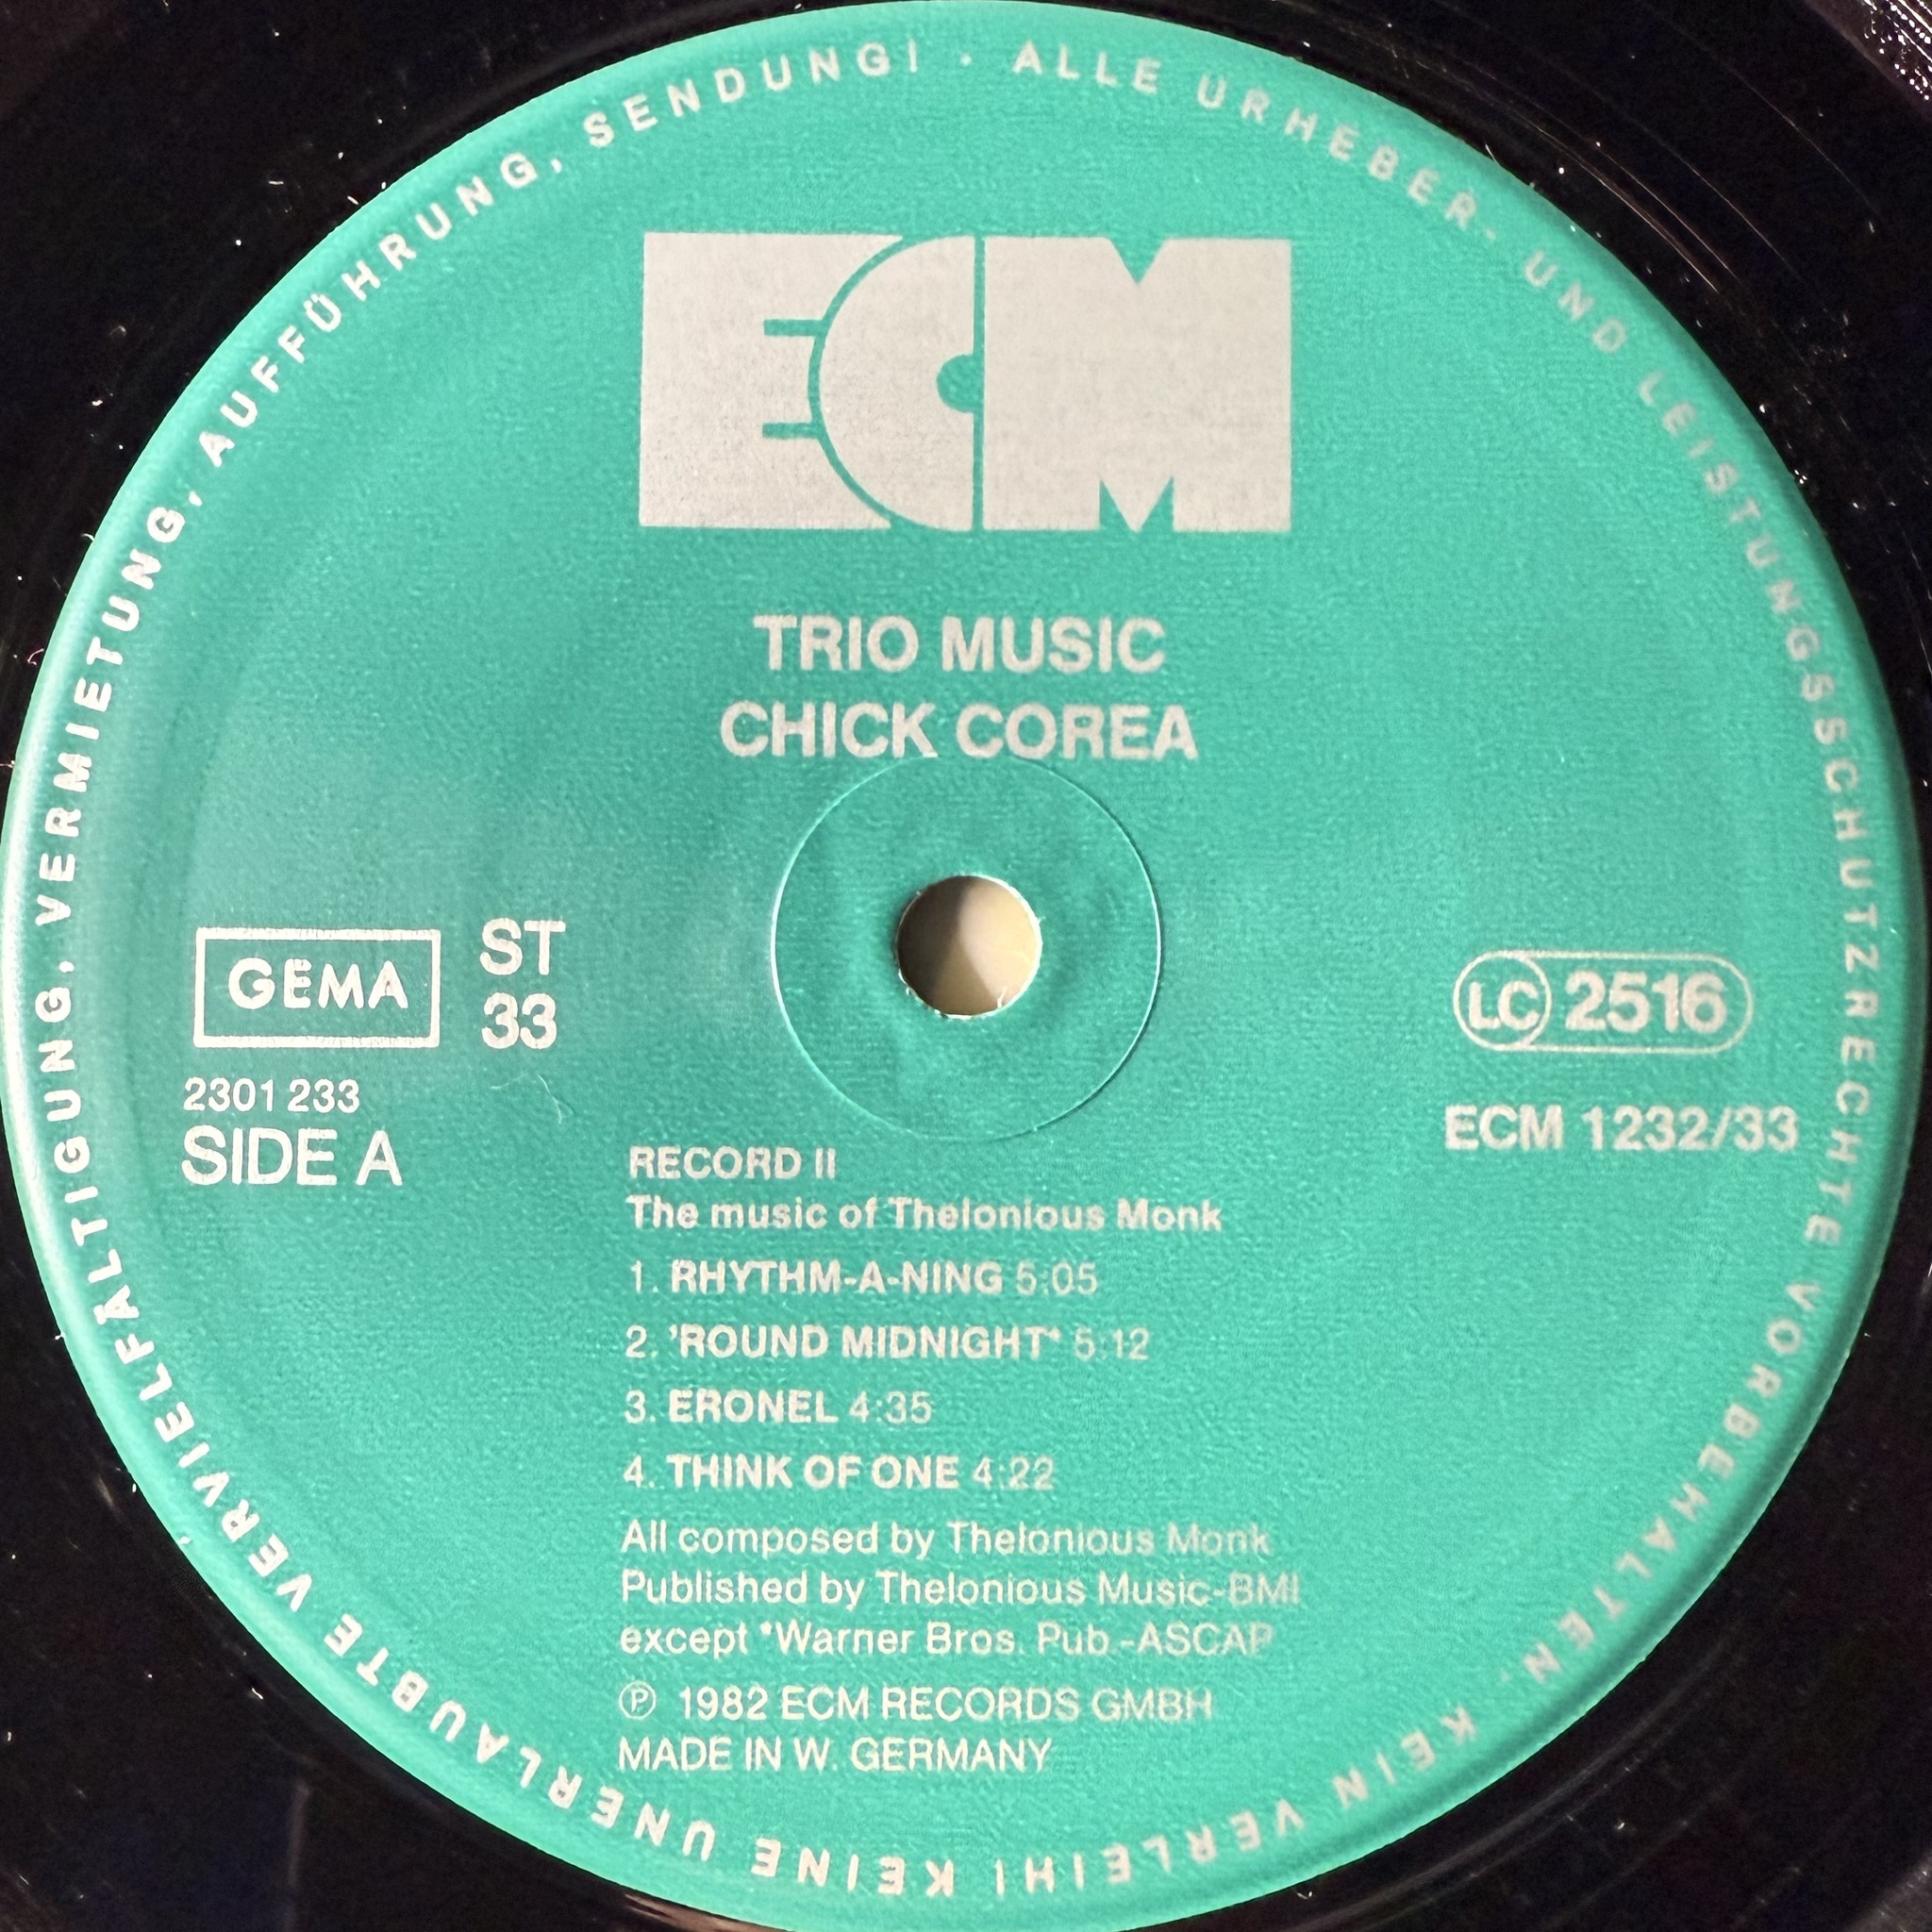 ALLE URHEBER- UND LEISTUNGSSCHUTZRECHTE VORBEHALTEN. KEIN VERLEIH! KEINE UNERLAUBTE VERVIELFÄLTIGUNG, VERMIETUNG, AUFFÜHRUNG, SENDUNG! ·
ECM
TRIO MUSIC
CHICK COREA
GEMA
ST
33
2301 233
SIDE A
LC 2516
ECM 1232/33
RECORD II
The music of Thelonious Monk
1. RHYTHM-A-NING 5:05
2. 'ROUND MIDNIGHT* 5:12
3. ERONEL 4:35
4. THINK OF ONE 4:22
All composed by Thelonious Monk
Published by Thelonious Music-BMI
except *Warner Bros. Pub.-ASCAP
℗ 1982 ECM RECORDS GMBH
MADE IN W. GERMANY